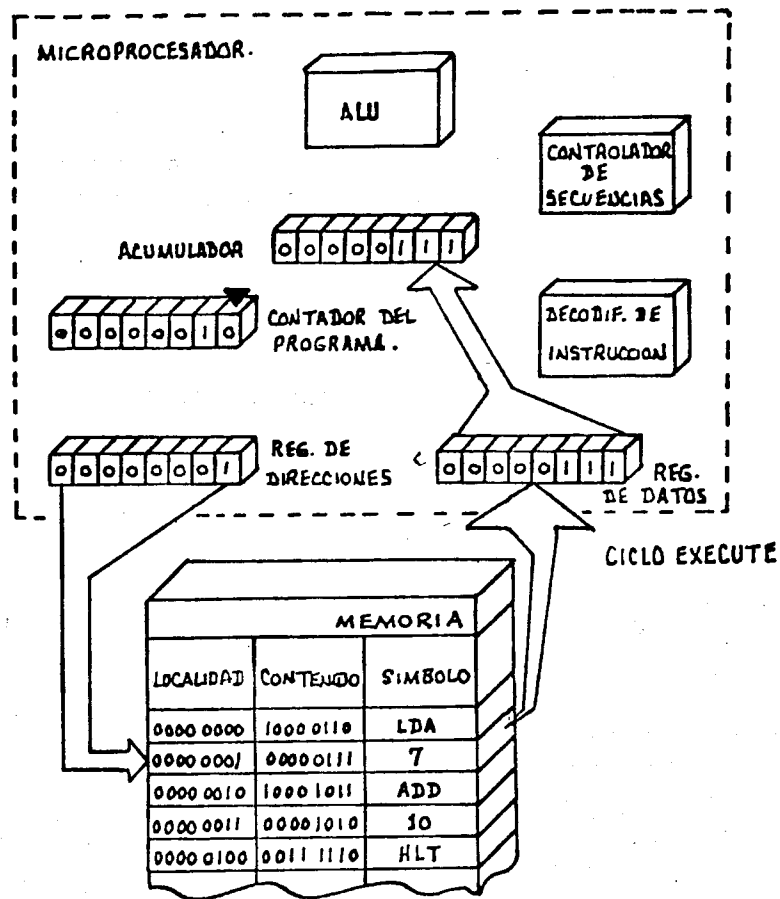 MICROPROCESADOR.
ALU
CONTROLADOR
DE
SECUENCIAS
ACUMULADOR
0 0 0 0 0 1 1 1
0 0 0 0 0 0 1 0
CONTADOR DEL
PROGRAMA.
DECODIF. DE
INSTRUCCION
0 0 0 0 0 0 0 1
REG. DE
DIRECCIONES
0 0 0 0 0 1 1 1
REG.
DE DATOS
CICLO EXECUTE
MEMORIA
LOCALIDAD CONTENIDO SIMBOLO
0000 0000 1000 0110 LDA
0000 0001 0000 0111 7
0000 0010 1000 1011 ADD
0000 0011 0000 1010 10
0000 0100 0011 1110 HLT